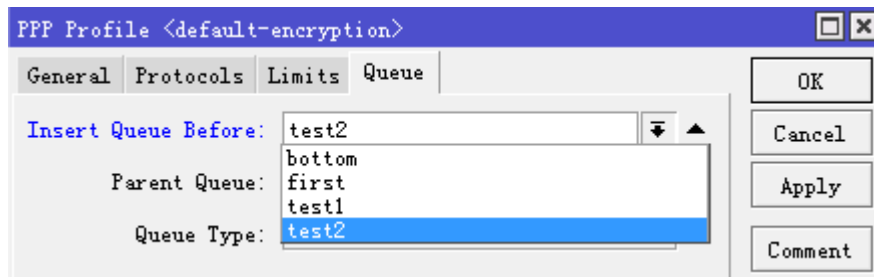 PPP Profile <default-encryption>
General Protocols Limits Queue
OK
Insert Queue Before: test2
Cancel
bottom
Parent Queue: first
Apply
test1
Queue Type: test2
Comment